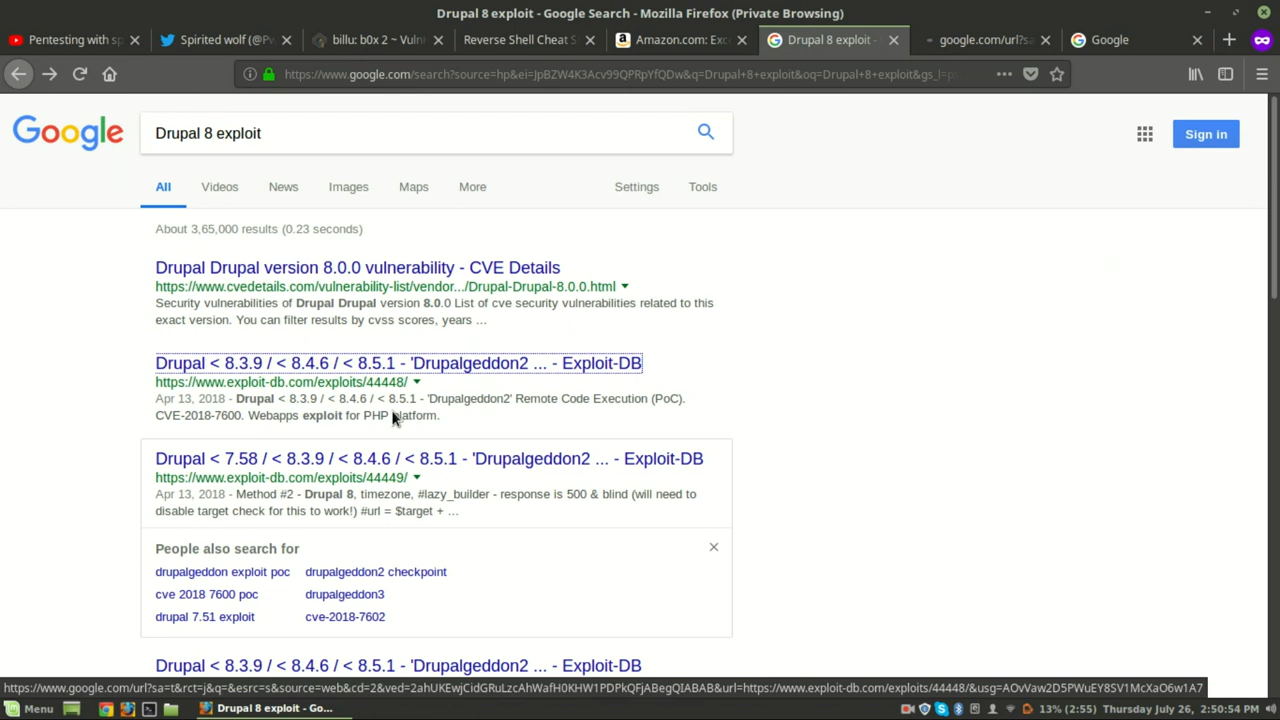 Drupal 8 exploit - Google Search - Mozilla Firefox (Private Browsing)
Pentesting with sp
Spirited wolf (@Pw
billu: b0x 2 ~ Vuln
Reverse Shell Cheat S
Amazon.com: Exc
Drupal 8 exploit -
google.com/url?sa
Google
https://www.google.com/search?source=hp&ei=JpBZW4K3Acv99QPRpYfQDw&q=Drupal+8+exploit&oq=Drupal+8+exploit&gs_l=
Google
Drupal 8 exploit
Sign in
All
Videos
News
Images
Maps
More
Settings
Tools
About 3,65,000 results (0.23 seconds)
Drupal Drupal version 8.0.0 vulnerability - CVE Details
https://www.cvedetails.com/vulnerability-list/vendor.../Drupal-Drupal-8.0.0.html
Security vulnerabilities of Drupal Drupal version 8.0.0 List of cve security vulnerabilities related to this
exact version. You can filter results by cvss scores, years ...
Drupal < 8.3.9 / < 8.4.6 / < 8.5.1 - 'Drupalgeddon2 ... - Exploit-DB
https://www.exploit-db.com/exploits/44448/
Apr 13, 2018 - Drupal < 8.3.9 / < 8.4.6 / < 8.5.1 - 'Drupalgeddon2' Remote Code Execution (PoC).
CVE-2018-7600. Webapps exploit for PHP platform.
Drupal < 7.58 / < 8.3.9 / < 8.4.6 / < 8.5.1 - 'Drupalgeddon2 ... - Exploit-DB
https://www.exploit-db.com/exploits/44449/
Apr 13, 2018 - Method #2 - Drupal 8, timezone, #lazy_builder - response is 500 & blind (will need to
disable target check for this to work!) #url = $target + ...
People also search for
drupalgeddon exploit poc
drupalgeddon2 checkpoint
cve 2018 7600 poc
drupalgeddon3
drupal 7.51 exploit
cve-2018-7602
Drupal < 8.3.9 / < 8.4.6 / < 8.5.1 - 'Drupalgeddon2 ... - Exploit-DB
https://www.google.com/url?sa=t&rct=j&q=&esrc=s&source=web&cd=2&ved=2ahUKEwjCidGRuLzcAhWafH0KHW1PDPkQFjABegQIABAB&url=https://www.exploit-db.com/exploits/44448/&usg=AOvVaw2D5PWuEY8SV1McXaO6w1A7
Menu
Drupal 8 exploit - Go...
13% (2:55)
Thursday July 26, 2:50:54 PM